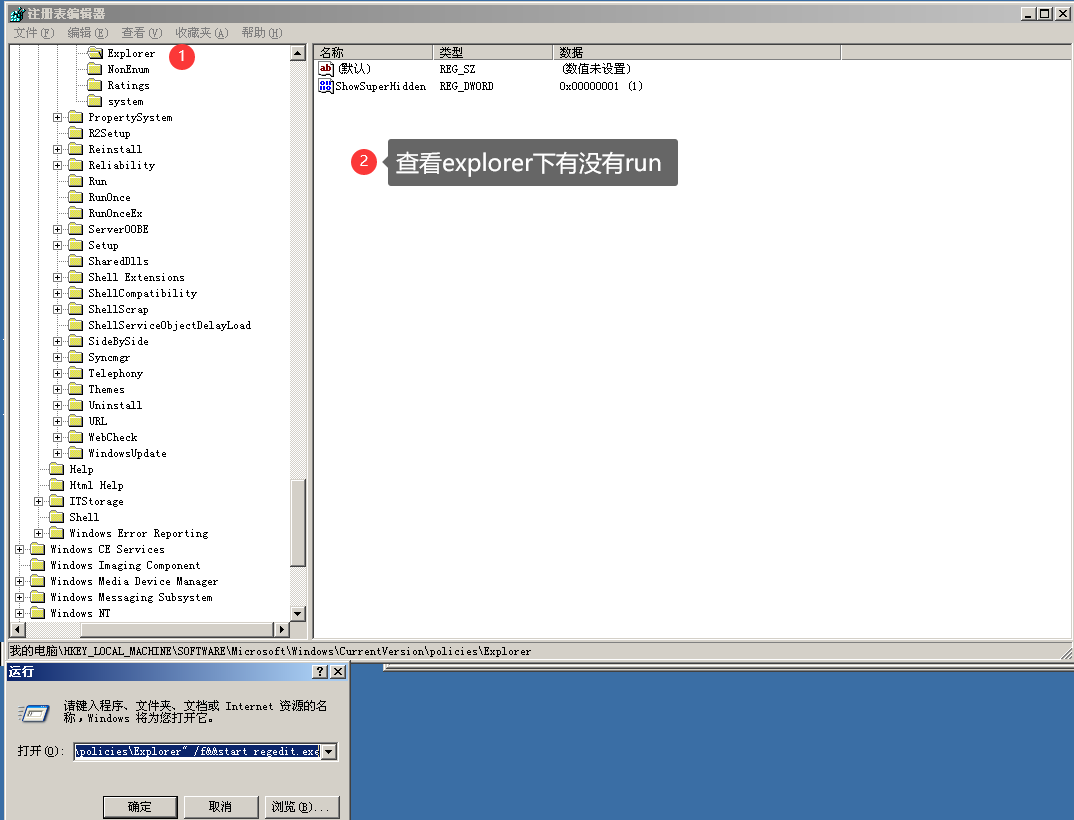 注册表编辑器
文件(F) 编辑(E) 查看(V) 收藏夹(A) 帮助(H)
Explorer
1
NonEnum
Ratings
system
PropertySystem
R2Setup
Reinstall
Reliability
Run
RunOnce
RunOnceEx
ServerOOBE
Setup
SharedDlls
Shell Extensions
ShellCompatibility
ShellScrap
ShellServiceObjectDelayLoad
SideBySide
Syncmgr
Telephony
Themes
Uninstall
URL
WebCheck
WindowsUpdate
Help
Html Help
ITStorage
Shell
Windows Error Reporting
Windows CE Services
Windows Imaging Component
Windows Media Device Manager
Windows Messaging Subsystem
Windows NT
名称 类型 数据
ab (默认) REG_SZ (数值未设置)
ShowSuperHidden REG_DWORD 0x00000001 (1)
2 查看explorer下有没有run
我的电脑\HKEY_LOCAL_MACHINE\SOFTWARE\Microsoft\Windows\CurrentVersion\policies\Explorer
运行
请键入程序、文件夹、文档或 Internet 资源的名
称，Windows 将为您打开它。
打开(O): \policies\Explorer" /f&&start regedit.exe
确定 取消 浏览(B)...